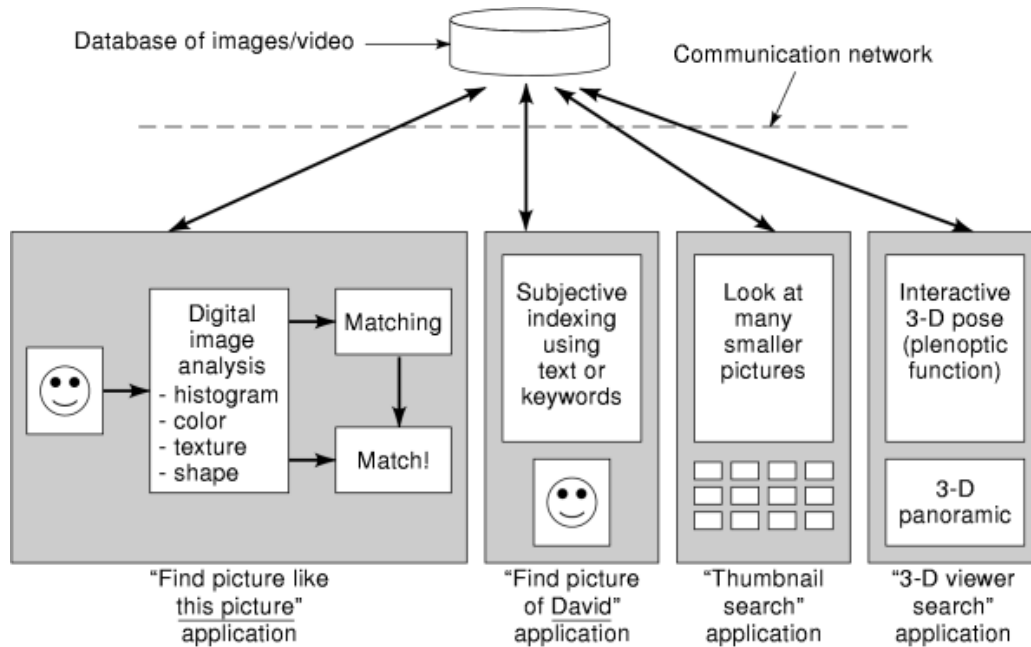 Database of images/video
Communication network
Digital
image
analysis
- histogram
- color
- texture
- shape
Matching
Match!
Subjective
indexing
using
text or
keywords
Look at
many
smaller
pictures
Interactive
3-D pose
(plenoptic
function)
3-D
panoramic
“Find picture like
this picture”
application
“Find picture
of David”
application
“Thumbnail
search”
application
“3-D viewer
search”
application